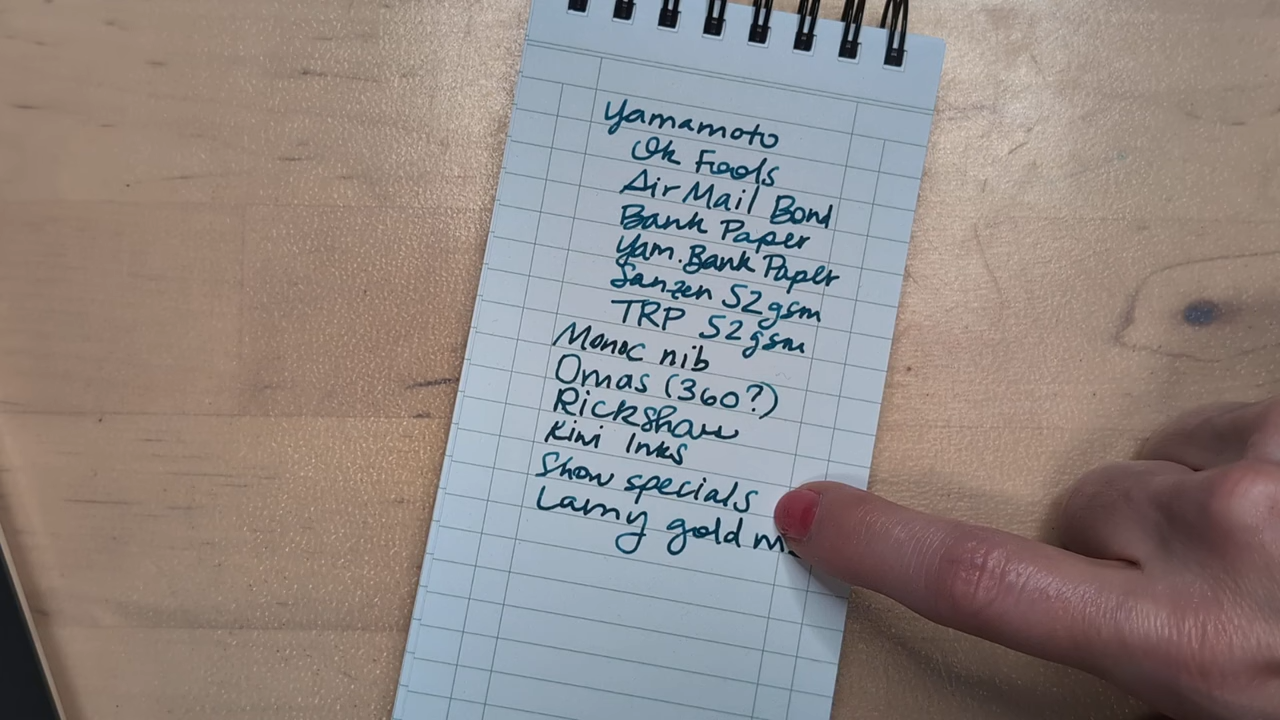 Yamamoto
Ok Fools
Air Mail Bond
Bank Paper
Yam. Bank Paper
Sanzen 52gsm
TRP 52gsm
Monoc nib
Omas (360?)
Rickshaw
Kiwi Inks
Show specials
Lamy gold